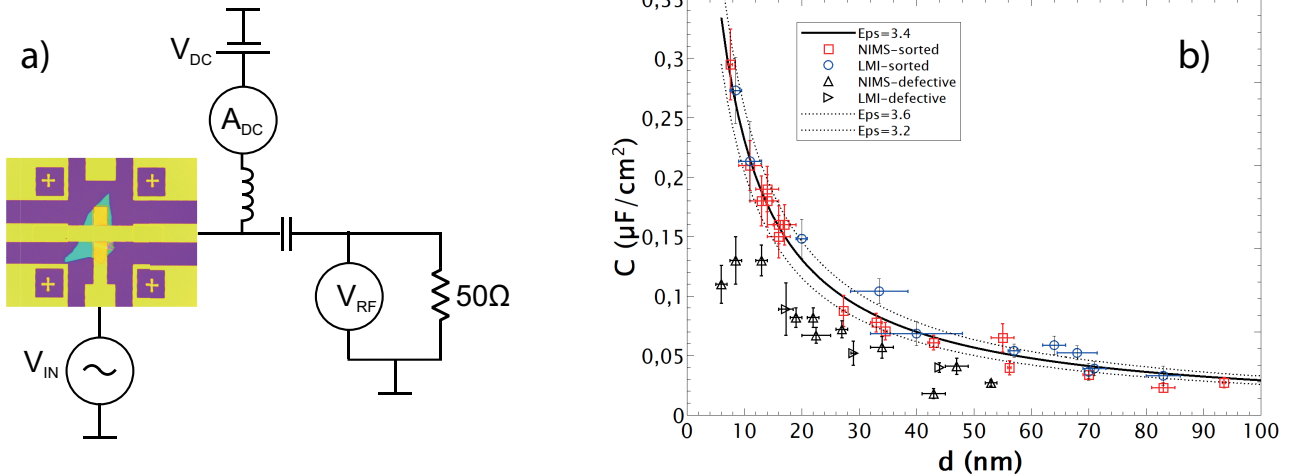 a)
V_DC
A_DC
V_RF
50Ω
V_IN
b)
C (μF/cm²)
0,35
0,3
0,25
0,2
0,15
0,1
0,05
0
Eps=3.4
NIMS-sorted
LMI-sorted
NIMS-defective
LMI-defective
Eps=3.6
Eps=3.2
0 10 20 30 40 50 60 70 80 90 100
d (nm)